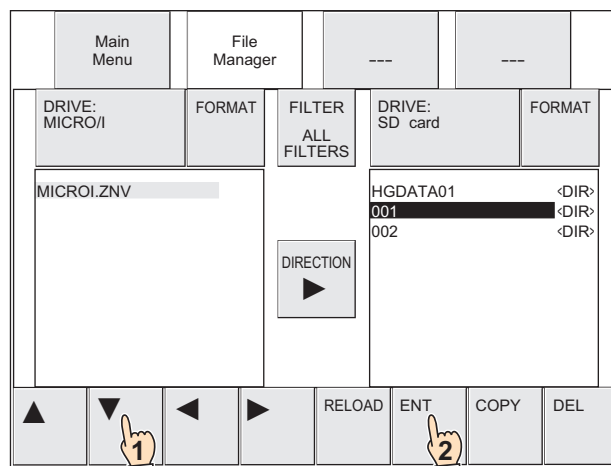 Main
Menu
File
Manager
---
---
DRIVE:
MICRO/I
FORMAT
FILTER
ALL
FILTERS
DRIVE:
SD card
FORMAT
MICROI.ZNV
HGDATA01 <DIR>
001 <DIR>
002 <DIR>
DIRECTION
▶
▲ ▼ ◀ ▶ RELOAD ENT COPY DEL
1 2